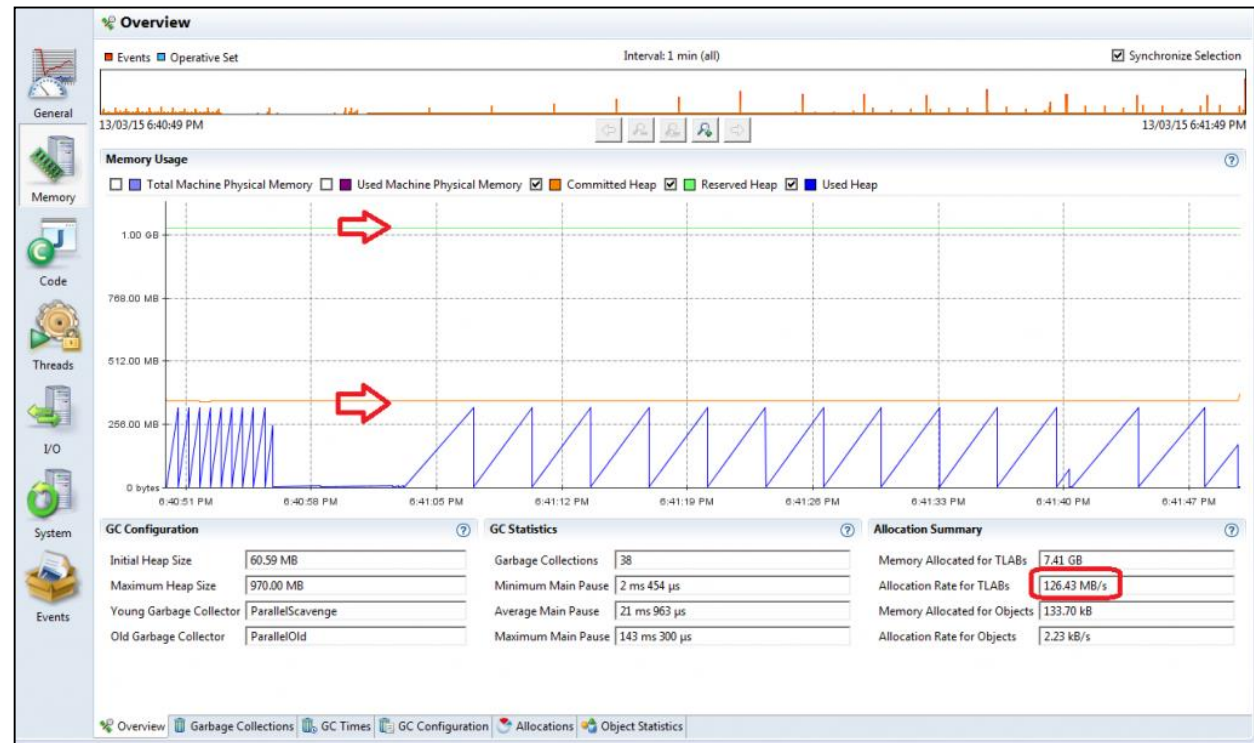 Overview
Events Operative Set Interval: 1 min (all) Synchronize Selection
General
13/03/15 6:40:49 PM 13/03/15 6:41:49 PM
Memory Usage
Total Machine Physical Memory Used Machine Physical Memory Committed Heap Reserved Heap Used Heap
Memory
1.00 GB
Code
768.00 MB
512.00 MB
Threads
256.00 MB
I/O
0 bytes
6:40:51 PM 6:40:58 PM 6:41:05 PM 6:41:12 PM 6:41:19 PM 6:41:26 PM 6:41:33 PM 6:41:40 PM 6:41:47 PM
System
GC Configuration GC Statistics Allocation Summary
Initial Heap Size 60.59 MB Garbage Collections 38 Memory Allocated for TLABs 7.41 GB
Maximum Heap Size 970.00 MB Minimum Main Pause 2 ms 454 µs Allocation Rate for TLABs 126.43 MB/s
Young Garbage Collector ParallelScavenge Average Main Pause 21 ms 963 µs Memory Allocated for Objects 133.70 kB
Events
Old Garbage Collector ParallelOld Maximum Main Pause 143 ms 300 µs Allocation Rate for Objects 2.23 kB/s
Overview Garbage Collections GC Times GC Configuration Allocations Object Statistics